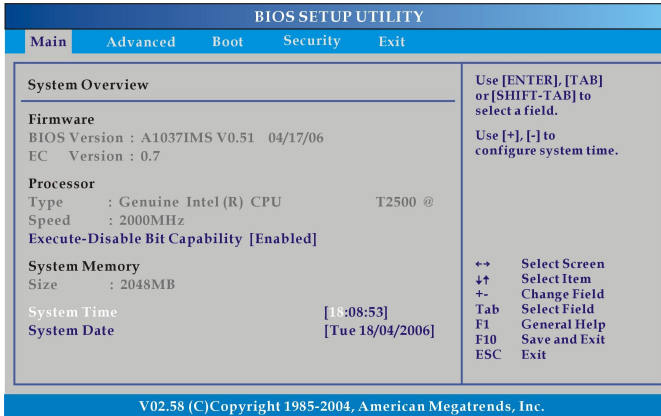 BIOS SETUP UTILITY
Main Advanced Boot Security Exit
System Overview
Firmware
BIOS Version : A1037IMS V0.51 04/17/06
EC Version : 0.7
Processor
Type : Genuine Intel (R) CPU T2500 @
Speed : 2000MHz
Execute-Disable Bit Capability [Enabled]
System Memory
Size : 2048MB
System Time [18:08:53]
System Date [Tue 18/04/2006]
Use [ENTER], [TAB]
or [SHIFT-TAB] to
select a field.
Use [+], [-] to
configure system time.
←→ Select Screen
↓↑ Select Item
+- Change Field
Tab Select Field
F1 General Help
F10 Save and Exit
ESC Exit
V02.58 (C)Copyright 1985-2004, American Megatrends, Inc.